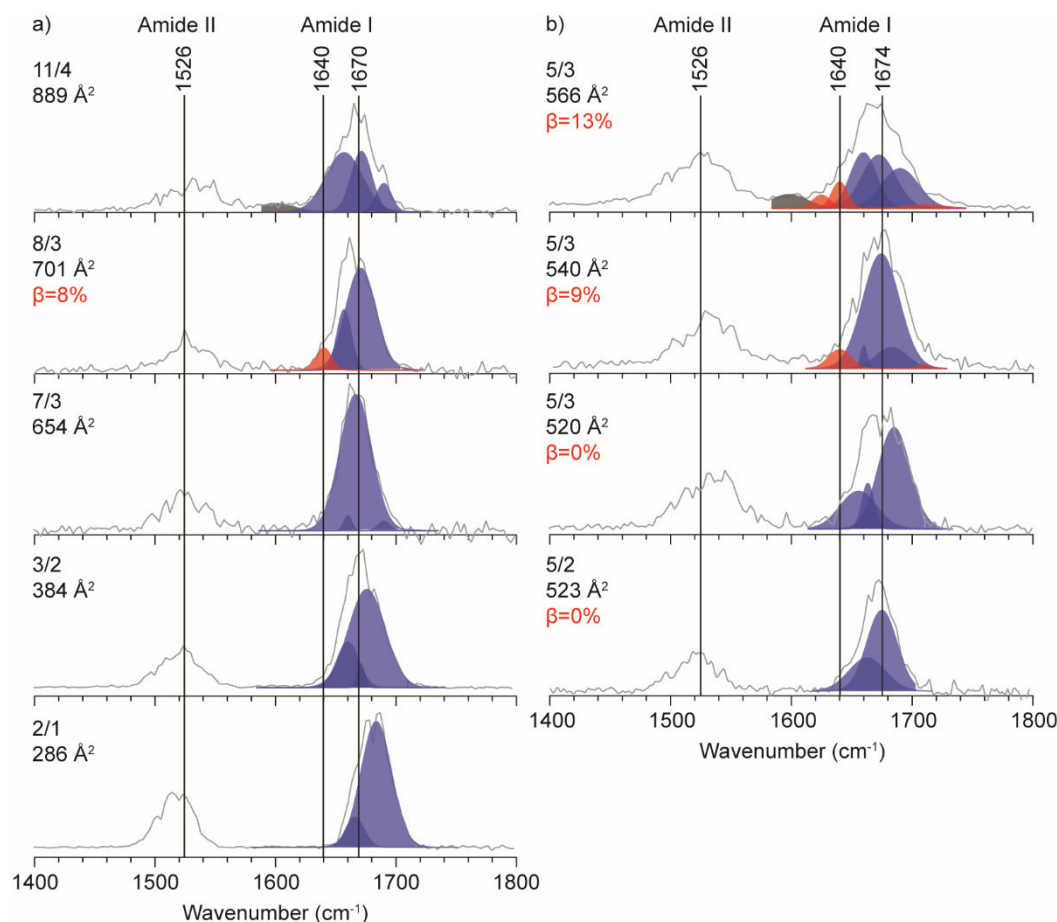 a)
Amide II
Amide I
1526
1640
1670
11/4
889 Å²
8/3
701 Å²
β=8%
7/3
654 Å²
3/2
384 Å²
2/1
286 Å²
1400 1500 1600 1700 1800
Wavenumber (cm⁻¹)
b)
Amide II
Amide I
1526
1640
1674
5/3
566 Å²
β=13%
5/3
540 Å²
β=9%
5/3
520 Å²
β=0%
5/2
523 Å²
β=0%
1400 1500 1600 1700 1800
Wavenumber (cm⁻¹)